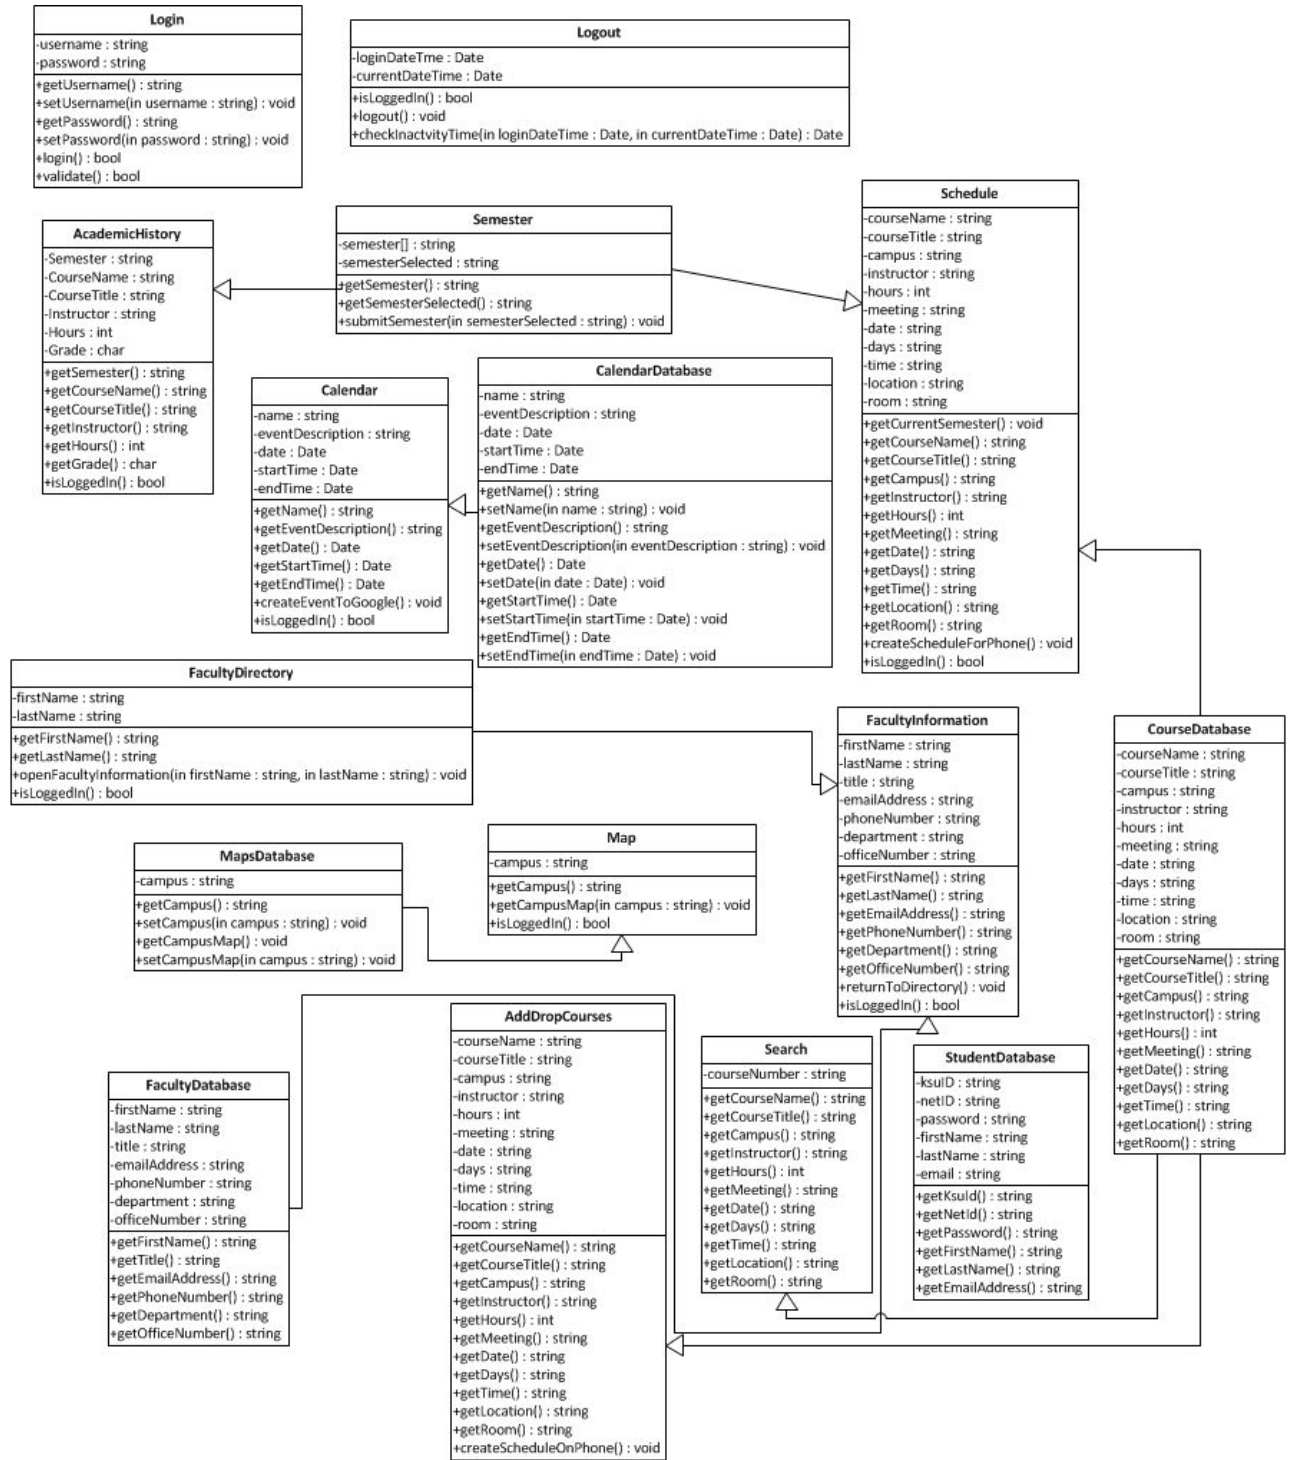 Login
-username : string
-password : string
+getUsername() : string
+setUsername(in username : string) : void
+getPassword() : string
+setPassword(in password : string) : void
+login() : bool
+validate() : bool
Logout
-loginDateTme : Date
-currentDateTime : Date
+isLoggedIn() : bool
+logout() : void
+checkInactvityTime(in loginDateTime : Date, in currentDateTime : Date) : Date
AcademicHistory
-Semester : string
-CourseName : string
-CourseTitle : string
-Instructor : string
-Hours : int
-Grade : char
+getSemester() : string
+getCourseName() : string
+getCourseTitle() : string
+getInstructor() : string
+getHours() : int
+getGrade() : char
+isLoggedIn() : bool
Semester
-semester[] : string
-semesterSelected : string
+getSemester() : string
+getSemesterSelected() : string
+submitSemester(in semesterSelected : string) : void
Schedule
-courseName : string
-courseTitle : string
-campus : string
-instructor : string
-hours : int
-meeting : string
-date : string
-days : string
-time : string
-location : string
-room : string
+getCurrentSemester() : void
+getCourseName() : string
+getCourseTitle() : string
+getCampus() : string
+getInstructor() : string
+getHours() : int
+getMeeting() : string
+getDate() : string
+getDays() : string
+getTime() : string
+getLocation() : string
+getRoom() : string
+createScheduleForPhone() : void
+isLoggedIn() : bool
Calendar
-name : string
-eventDescription : string
-date : Date
-startTime : Date
-endTime : Date
+getName() : string
+getEventDescription() : string
+getDate() : Date
+getStartTime() : Date
+getEndTime() : Date
+createEventToGoogle() : void
+isLoggedIn() : bool
CalendarDatabase
-name : string
-eventDescription : string
-date : Date
-startTime : Date
-endTime : Date
+getName() : string
+setName(in name : string) : void
+getEventDescription() : string
+setEventDescription(in eventDescription : string) : void
+getDate() : Date
+setDate(in date : Date) : void
+getStartTime() : Date
+setStartTime(in startTime : Date) : void
+getEndTime() : Date
+setEndTime(in endTime : Date) : void
FacultyDirectory
-firstName : string
-lastName : string
+getFirstName() : string
+getLastName() : string
+openFacultyInformation(in firstName : string, in lastName : string) : void
+isLoggedIn() : bool
FacultyInformation
-firstName : string
-lastName : string
-title : string
-emailAddress : string
-phoneNumber : string
-department : string
-officeNumber : string
+getFirstName() : string
+getLastName() : string
+getEmailAddress() : string
+getPhoneNumber() : string
+getDepartment() : string
+getOfficeNumber() : string
+returnToDirectory() : void
+isLoggedIn() : bool
CourseDatabase
-courseName : string
-courseTitle : string
-campus : string
-instructor : string
-hours : int
-meeting : string
-date : string
-days : string
-time : string
-location : string
-room : string
+getCourseName() : string
+getCourseTitle() : string
+getCampus() : string
+getInstructor() : string
+getHours() : int
+getMeeting() : string
+getDate() : string
+getDays() : string
+getTime() : string
+getLocation() : string
+getRoom() : string
MapsDatabase
-campus : string
+getCampus() : string
+setCampus(in campus : string) : void
+getCampusMap() : void
+setCampusMap(in campus : string) : void
Map
-campus : string
+getCampus() : string
+getCampusMap(in campus : string) : void
+isLoggedIn() : bool
FacultyDatabase
-firstName : string
-lastName : string
-title : string
-emailAddress : string
-phoneNumber : string
-department : string
-officeNumber : string
+getFirstName() : string
+getTitle() : string
+getEmailAddress() : string
+getPhoneNumber() : string
+getDepartment() : string
+getOfficeNumber() : string
AddDropCourses
-courseName : string
-courseTitle : string
-campus : string
-instructor : string
-hours : int
-meeting : string
-date : string
-days : string
-time : string
-location : string
-room : string
+getCourseName() : string
+getCourseTitle() : string
+getCampus() : string
+getInstructor() : string
+getHours() : int
+getMeeting() : string
+getDate() : string
+getDays() : string
+getTime() : string
+getLocation() : string
+getRoom() : string
+createScheduleOnPhone() : void
Search
-courseNumber : string
+getCourseName() : string
+getCourseTitle() : string
+getCampus() : string
+getInstructor() : string
+getHours() : int
+getMeeting() : string
+getDate() : string
+getDays() : string
+getTime() : string
+getLocation() : string
+getRoom() : string
StudentDatabase
-ksuID : string
-netID : string
-password : string
-firstName : string
-lastName : string
-email : string
+getKsuId() : string
+getNetId() : string
+getPassword() : string
+getFirstName() : string
+getLastName() : string
+getEmailAddress() : string